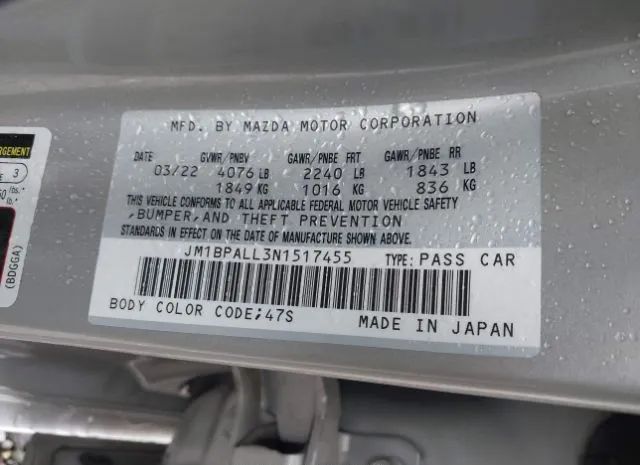 MFD. BY MAZDA MOTOR CORPORATION
DATE GVWR/PNBV GAWR/PNBE FRT GAWR/PNBE RR
03/22 4076 LB 2240 LB 1843 LB
1849 KG 1016 KG 836 KG
THIS VEHICLE CONFORMS TO ALL APPLICABLE FEDERAL MOTOR VEHICLE SAFETY
,BUMPER,AND THEFT PREVENTION
STANDARDS IN EFFECT ON THE DATE OF MANUFACTURE SHOWN ABOVE.
JM1BPALL3N1517455 TYPE: PASS CAR
BODY COLOR CODE;47S MADE IN JAPAN
3
(BDGGA)